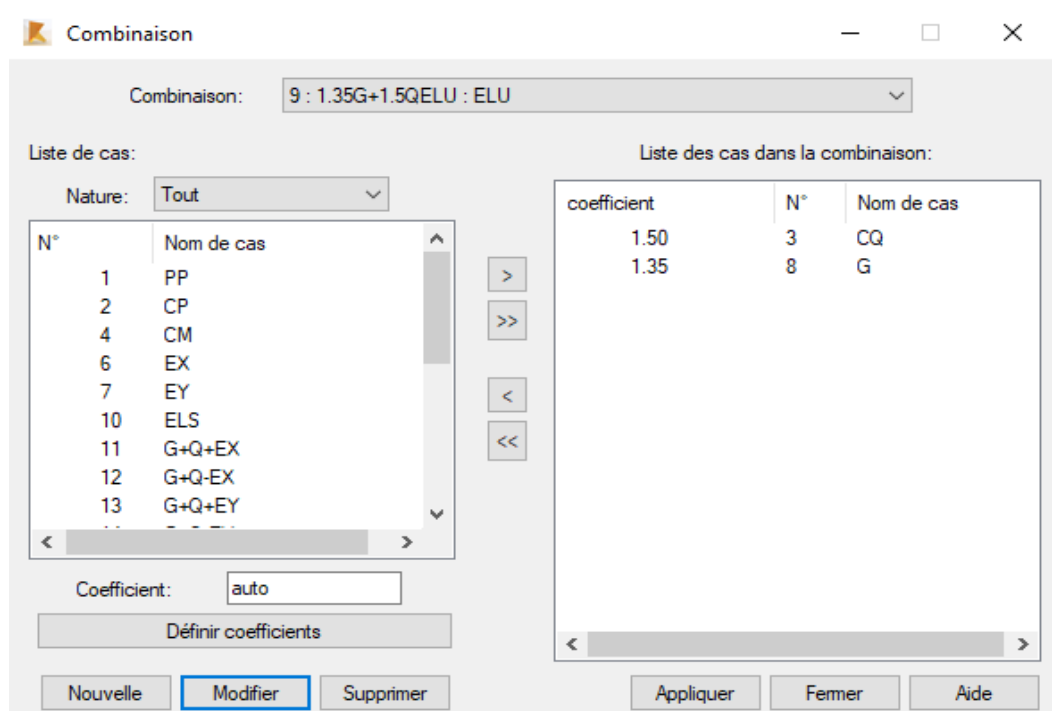 Combinaison
Combinaison: 9 : 1.35G+1.5QELU : ELU
Liste de cas:
Nature: Tout
N° Nom de cas
1 PP
2 CP
4 CM
6 EX
7 EY
10 ELS
11 G+Q+EX
12 G+Q-EX
13 G+Q+EY
Coefficient: auto
Définir coefficients
Nouvelle Modifier Supprimer
>
>>
<
<<
Liste des cas dans la combinaison:
coefficient N° Nom de cas
1.50 3 CQ
1.35 8 G
Appliquer Fermer Aide